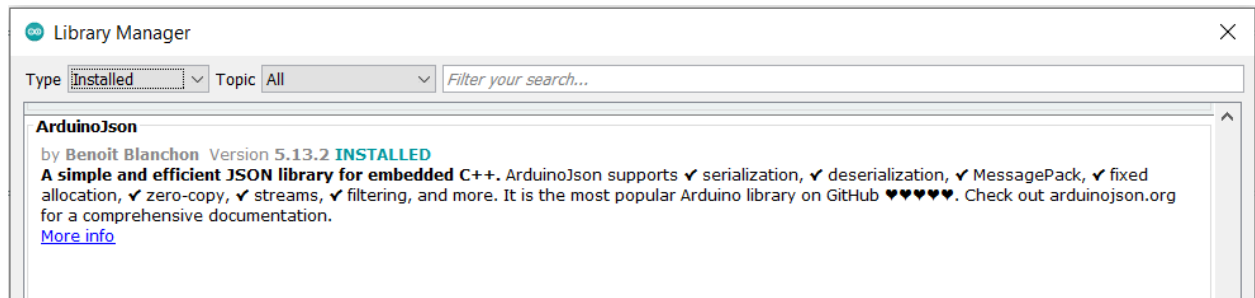 Library Manager
Type Installed Topic All Filter your search...
ArduinoJson
by Benoit Blanchon Version 5.13.2 INSTALLED
A simple and efficient JSON library for embedded C++. ArduinoJson supports ✔ serialization, ✔ deserialization, ✔ MessagePack, ✔ fixed
allocation, ✔ zero-copy, ✔ streams, ✔ filtering, and more. It is the most popular Arduino library on GitHub ♥♥♥♥♥. Check out arduinojson.org
for a comprehensive documentation.
More info